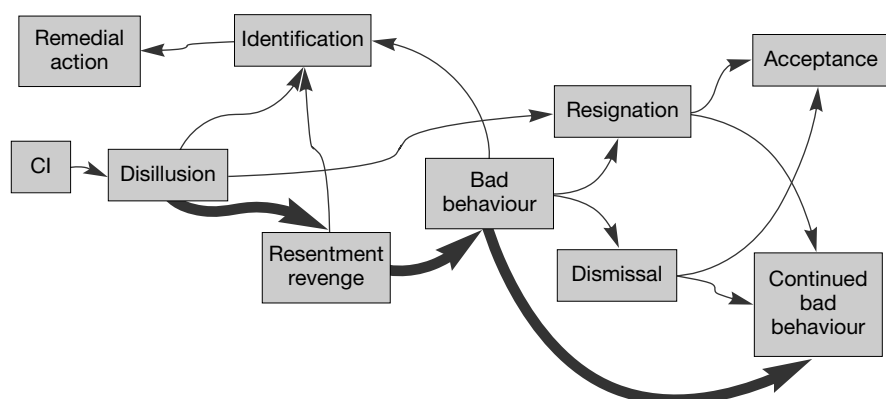 Remedial
action
Identification
Acceptance
Resignation
CI
Disillusion
Bad
behaviour
Resentment
revenge
Dismissal
Continued
bad
behaviour